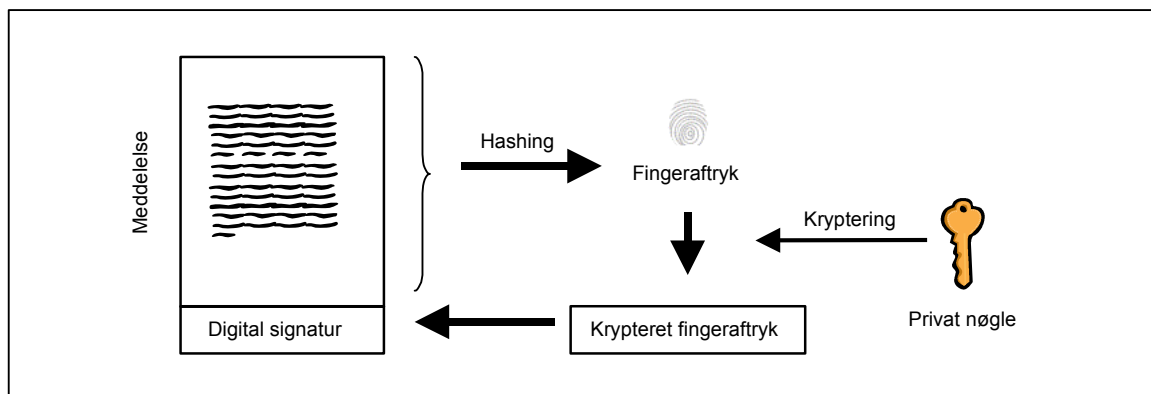 Meddelelse
Hashing
Fingeraftryk
Kryptering
Privat nøgle
Krypteret fingeraftryk
Digital signatur